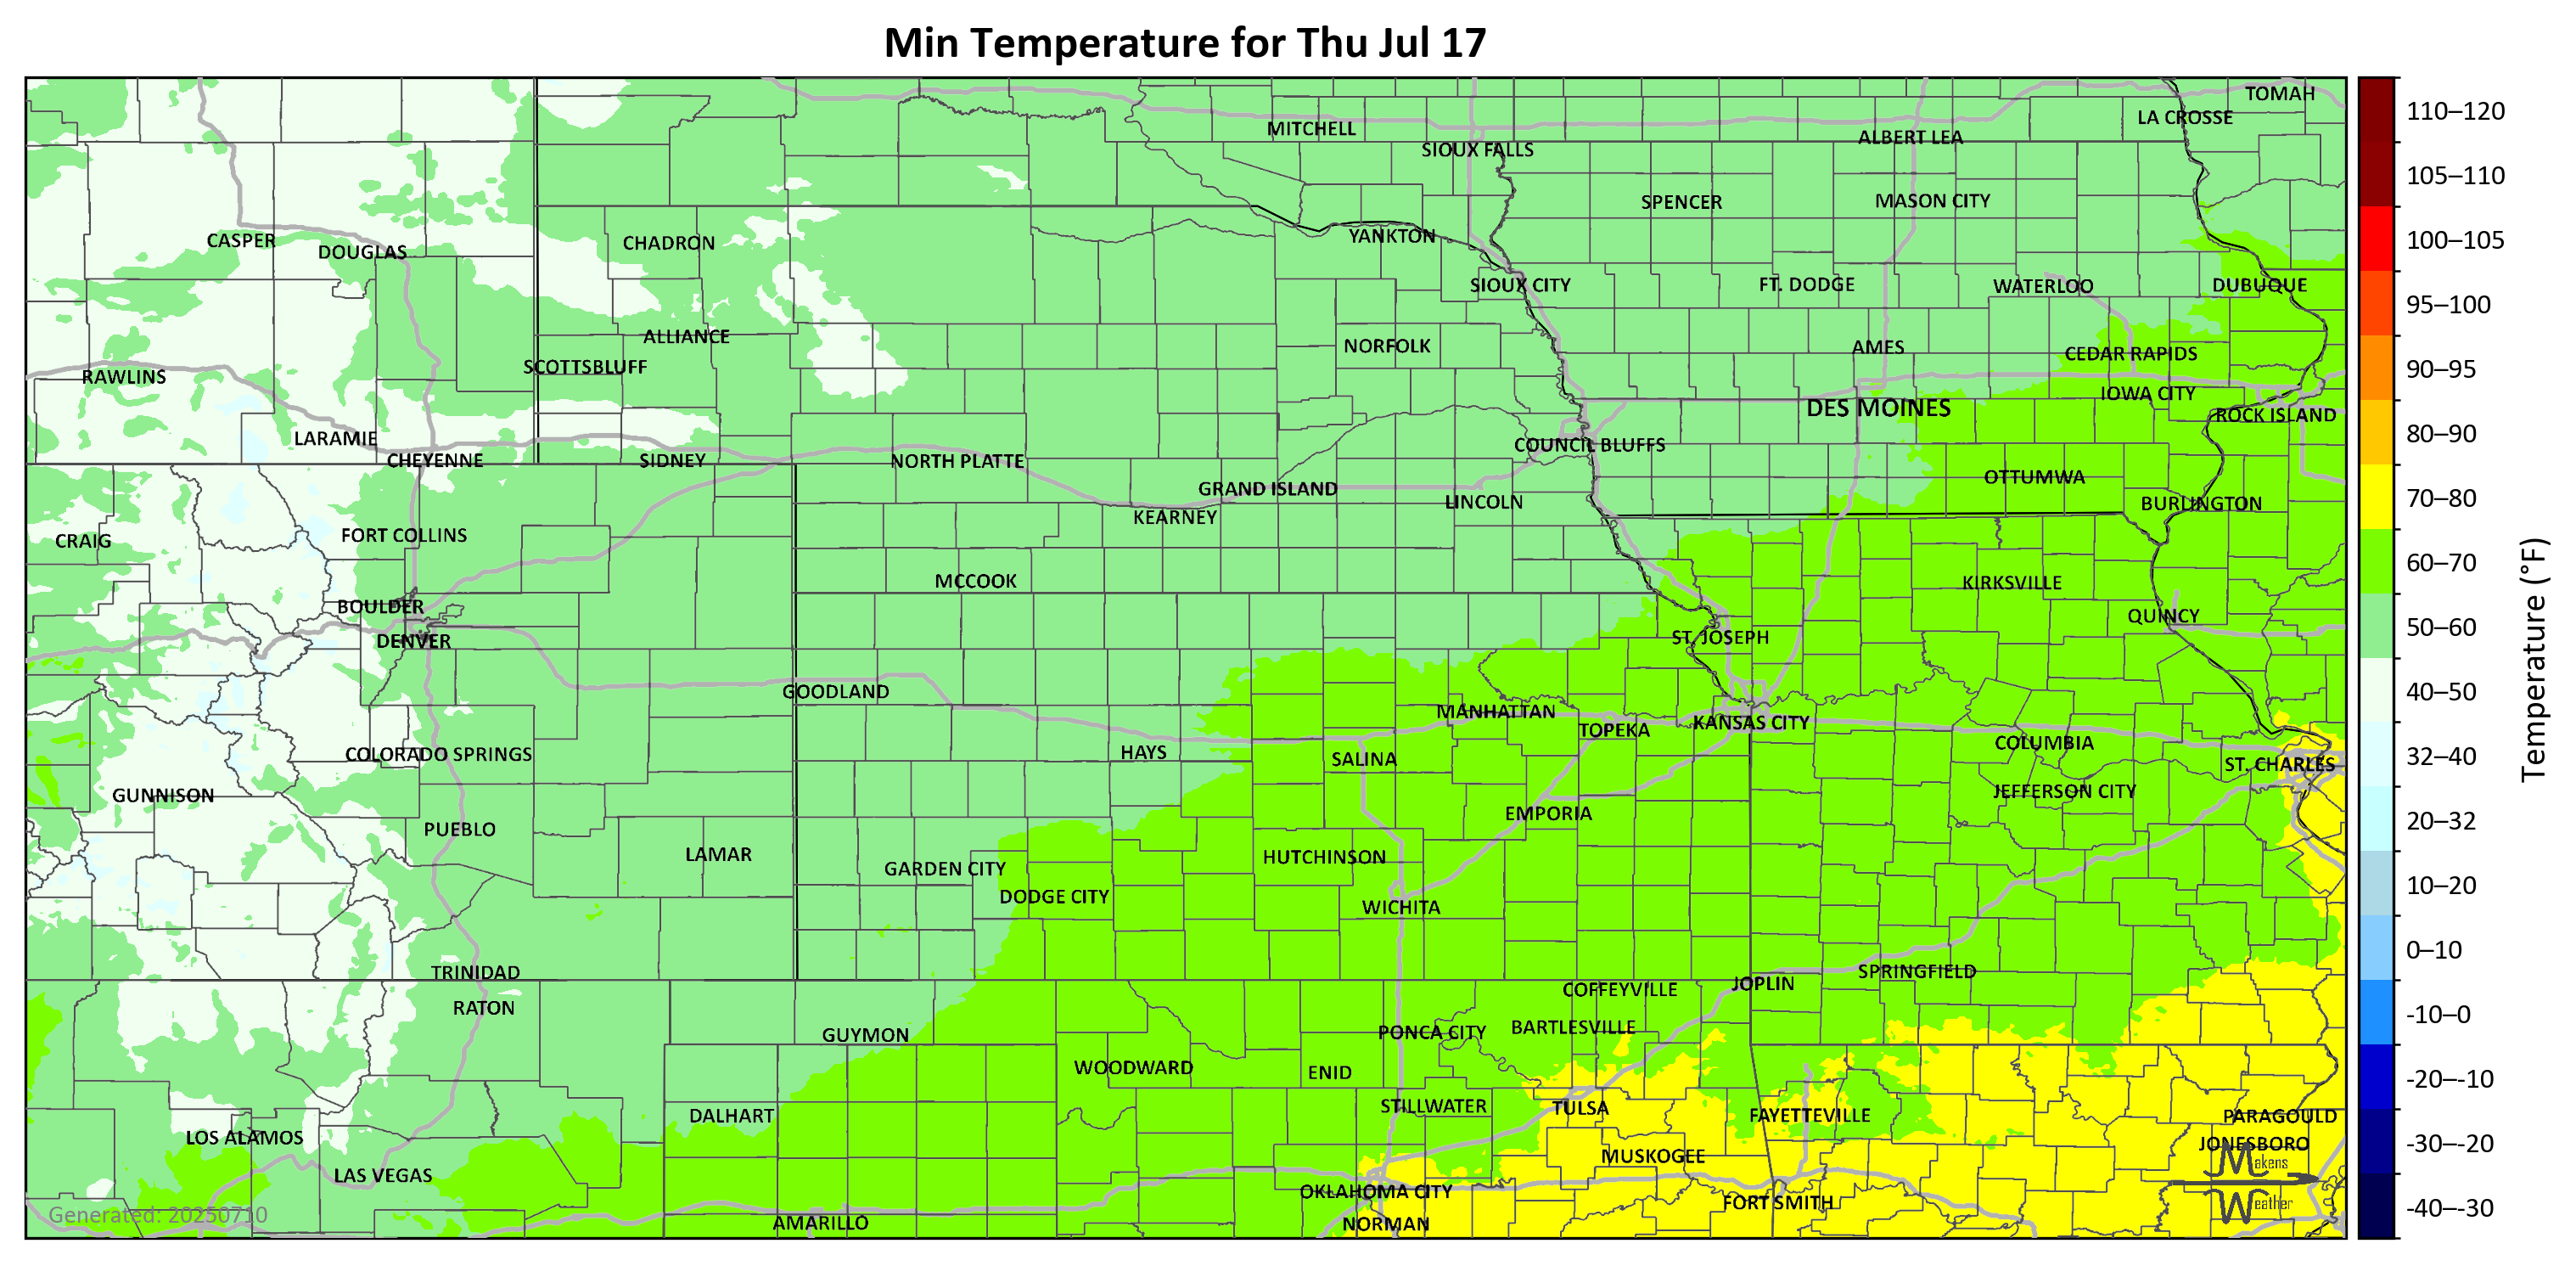 Min Temperature for Thu Jul 17
TOMAH
LA CROSSE
MITCHELL
ALBERT LEA
SIOUX FALLS
SPENCER
MASON CITY
CASPER
DOUGLAS
CHADRON
YANKTON
SIOUX CITY
FT. DODGE
WATERLOO
DUBUQUE
ALLIANCE
NORFOLK
AMES
CEDAR RAPIDS
SCOTTSBLUFF
RAWLINS
IOWA CITY
DES MOINES
ROCK ISLAND
LARAMIE
COUNCIL BLUFFS
CHEYENNE
SIDNEY
NORTH PLATTE
OTTUMWA
GRAND ISLAND
LINCOLN
BURLINGTON
KEARNEY
FORT COLLINS
CRAIG
MCCOOK
KIRKSVILLE
BOULDER
QUINCY
DENVER
ST. JOSEPH
GOODLAND
MANHATTAN
TOPEKA
KANSAS CITY
COLUMBIA
COLORADO SPRINGS
HAYS
SALINA
ST. CHARLES
GUNNISON
JEFFERSON CITY
EMPORIA
PUEBLO
LAMAR
HUTCHINSON
GARDEN CITY
DODGE CITY
WICHITA
TRINIDAD
SPRINGFIELD
JOPLIN
COFFEYVILLE
RATON
GUYMON
PONCA CITY
BARTLESVILLE
WOODWARD
ENID
STILLWATER
TULSA
DALHART
FAYETTEVILLE
PARAGOULD
LOS ALAMOS
JONESBORO
MUSKOGEE
LAS VEGAS
OKLAHOMA CITY
FORT SMITH
AMARILLO
NORMAN
Generated: 20250710
Makens
Weather
110–120
105–110
100–105
95–100
90–95
80–90
70–80
60–70
50–60
40–50
32–40
20–32
10–20
0–10
-10–0
-20–-10
-30–-20
-40–-30
Temperature (°F)